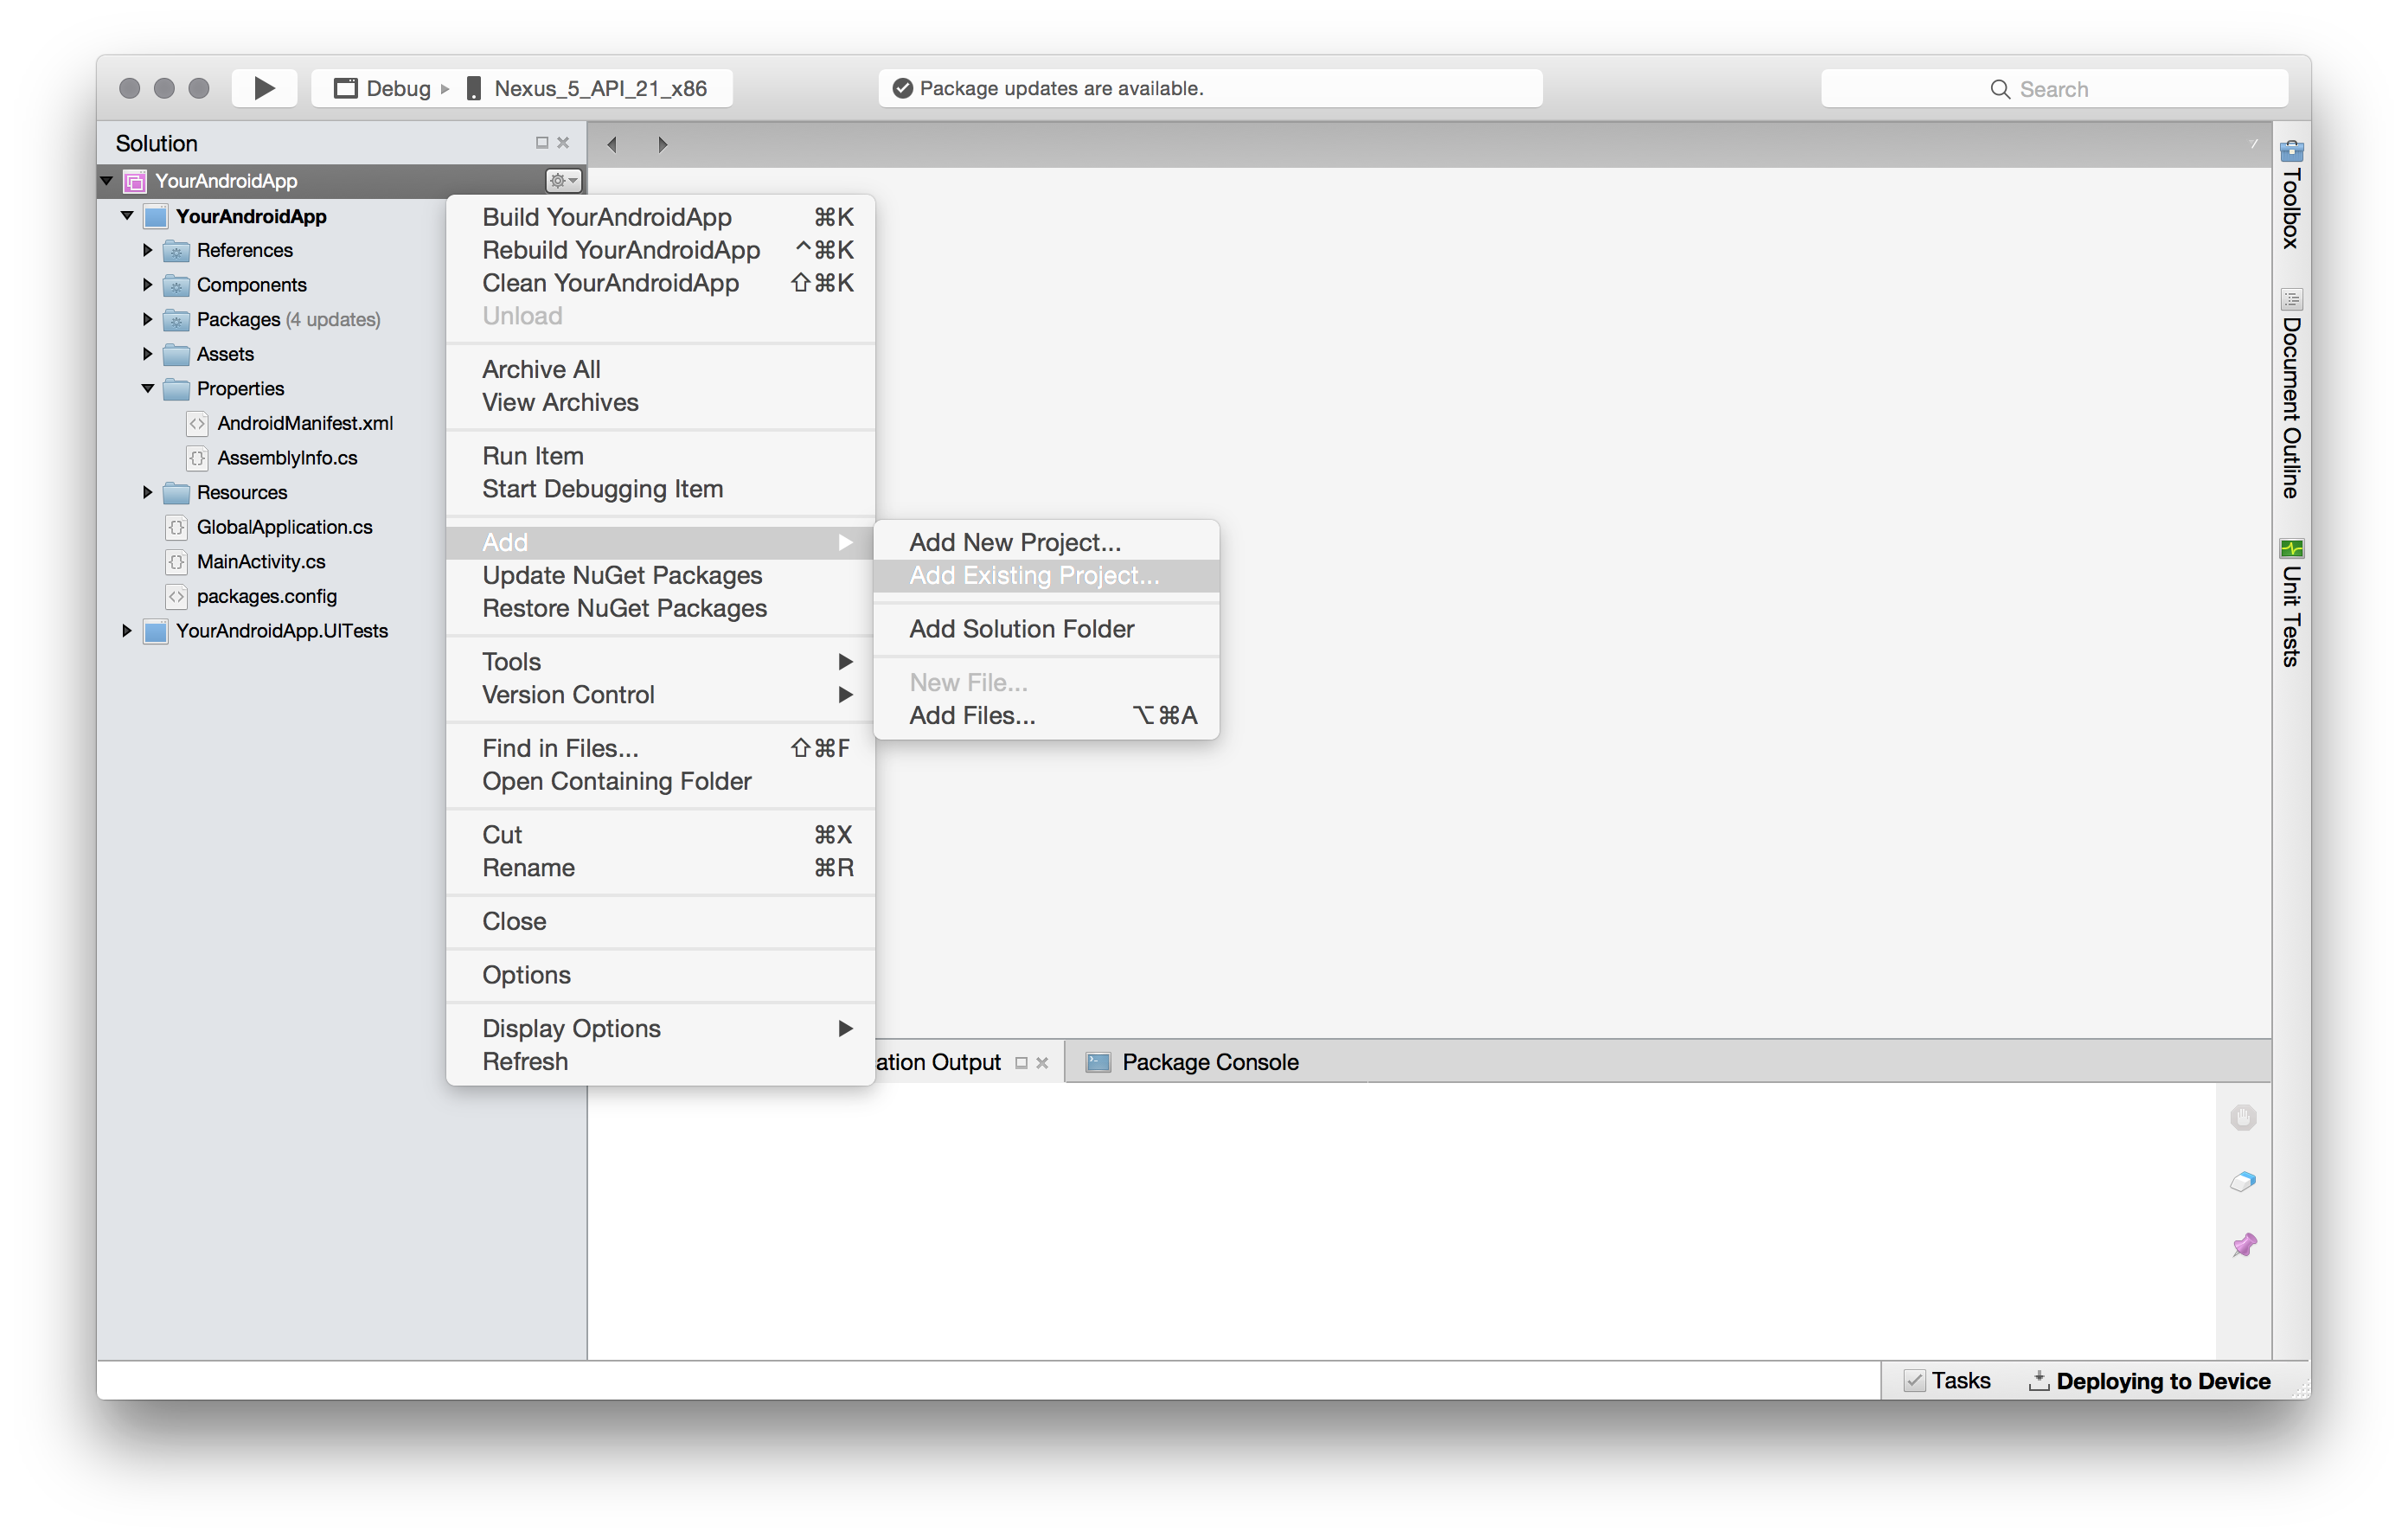 Debug
Nexus_5_API_21_x86
Package updates are available.
Search
Solution
YourAndroidApp
YourAndroidApp
References
Components
Packages (4 updates)
Assets
Properties
AndroidManifest.xml
AssemblyInfo.cs
Resources
GlobalApplication.cs
MainActivity.cs
packages.config
YourAndroidApp.UITests
Build YourAndroidApp ⌘K
Rebuild YourAndroidApp ^⌘K
Clean YourAndroidApp ⇧⌘K
Unload
Archive All
View Archives
Run Item
Start Debugging Item
Add
Update NuGet Packages
Restore NuGet Packages
Tools
Version Control
Find in Files... ⇧⌘F
Open Containing Folder
Cut ⌘X
Rename ⌘R
Close
Options
Display Options
Refresh
Add New Project...
Add Existing Project...
Add Solution Folder
New File...
Add Files... ⌥⌘A
Toolbox
Document Outline
Unit Tests
ation Output
Package Console
Tasks
Deploying to Device